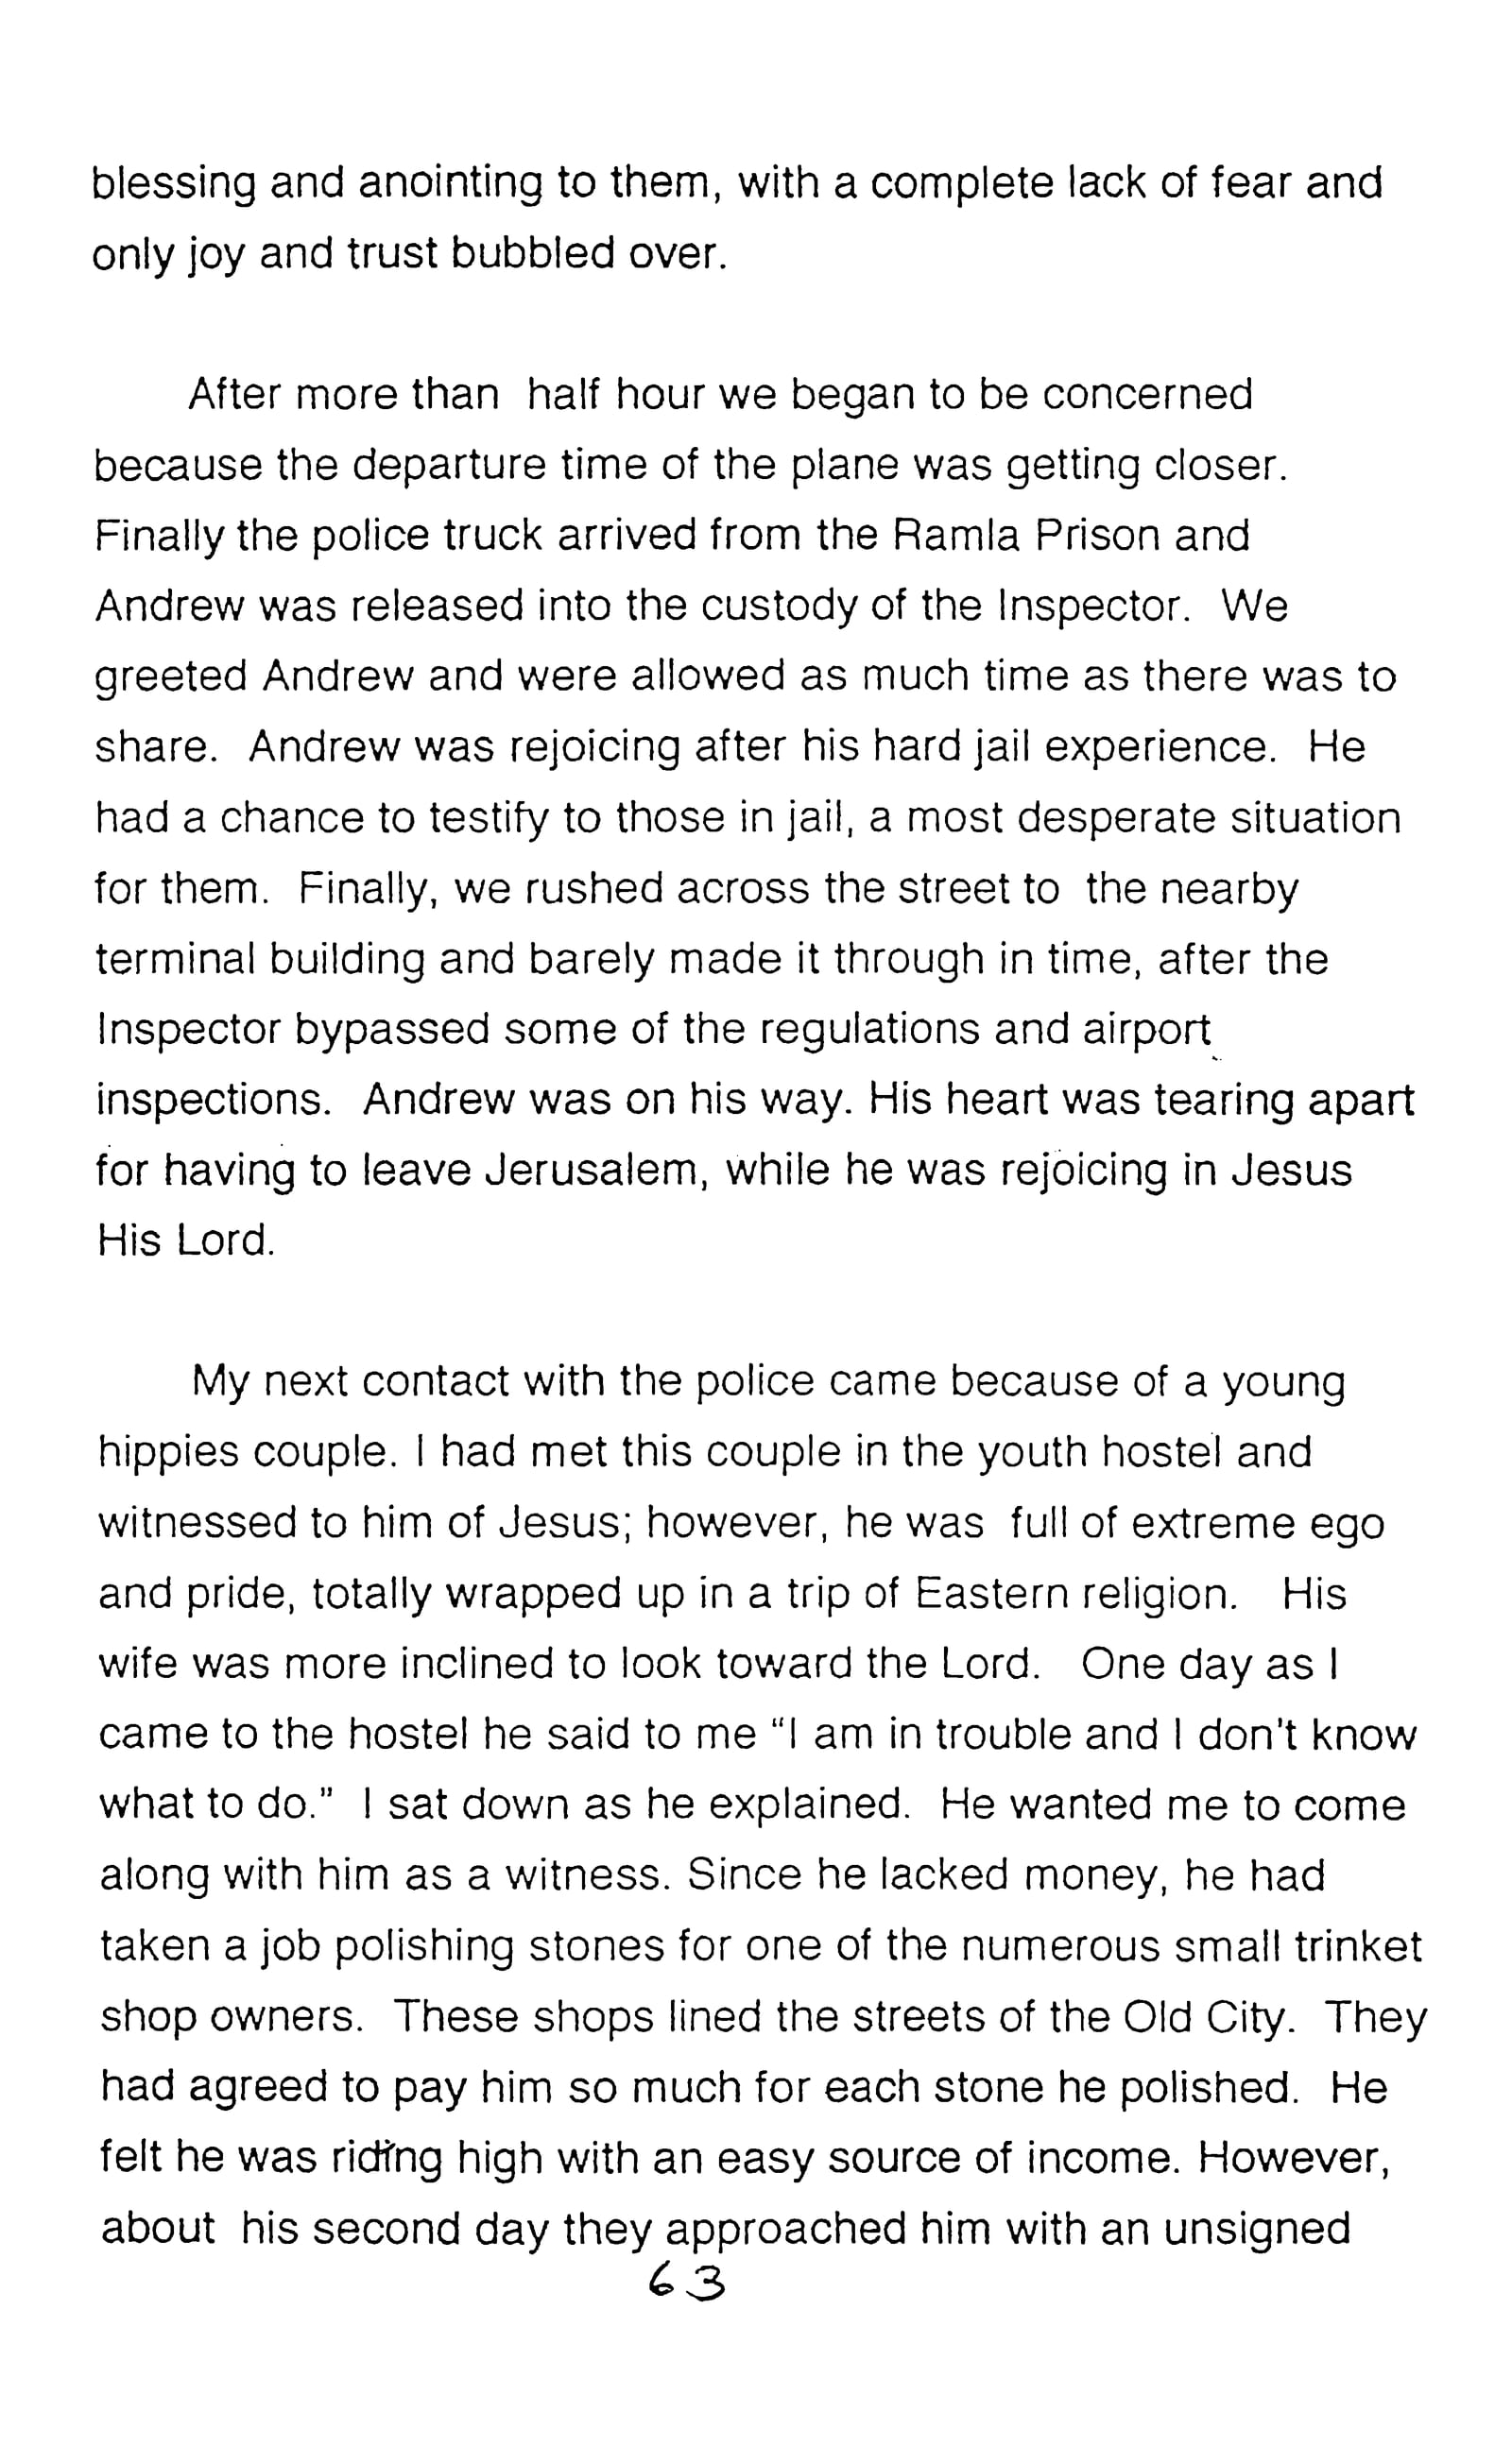 blessing and anointing to them, with a complete lack of fear and
only joy and trust bubbled over.
After more than half hour we began to be concerned
because the departure time of the plane was getting closer.
Finally the police truck arrived from the Ramla Prison and
Andrew was released into the custody of the Inspector. We
greeted Andrew and were allowed as much time as there was to
share. Andrew was rejoicing after his hard jail experience. He
had a chance to testify to those in jail, a most desperate situation
for them. Finally, we rushed across the street to the nearby
terminal building and barely made it through in time, after the
Inspector bypassed some of the regulations and airport
inspections. Andrew was on his way. His heart was tearing apart
for having to leave Jerusalem, while he was rejoicing in Jesus
His Lord.
My next contact with the police came because of a young
hippies couple. I had met this couple in the youth hostel and
witnessed to him of Jesus; however, he was full of extreme ego
and pride, totally wrapped up in a trip of Eastern religion. His
wife was more inclined to look toward the Lord. One day as I
came to the hostel he said to me "I am in trouble and I don't know
what to do." I sat down as he explained. He wanted me to come
along with him as a witness. Since he lacked money, he had
taken a job polishing stones for one of the numerous small trinket
shop owners. These shops lined the streets of the Old City. They
had agreed to pay him so much for each stone he polished. He
felt he was riding high with an easy source of income. However,
about his second day they approached him with an unsigned
63